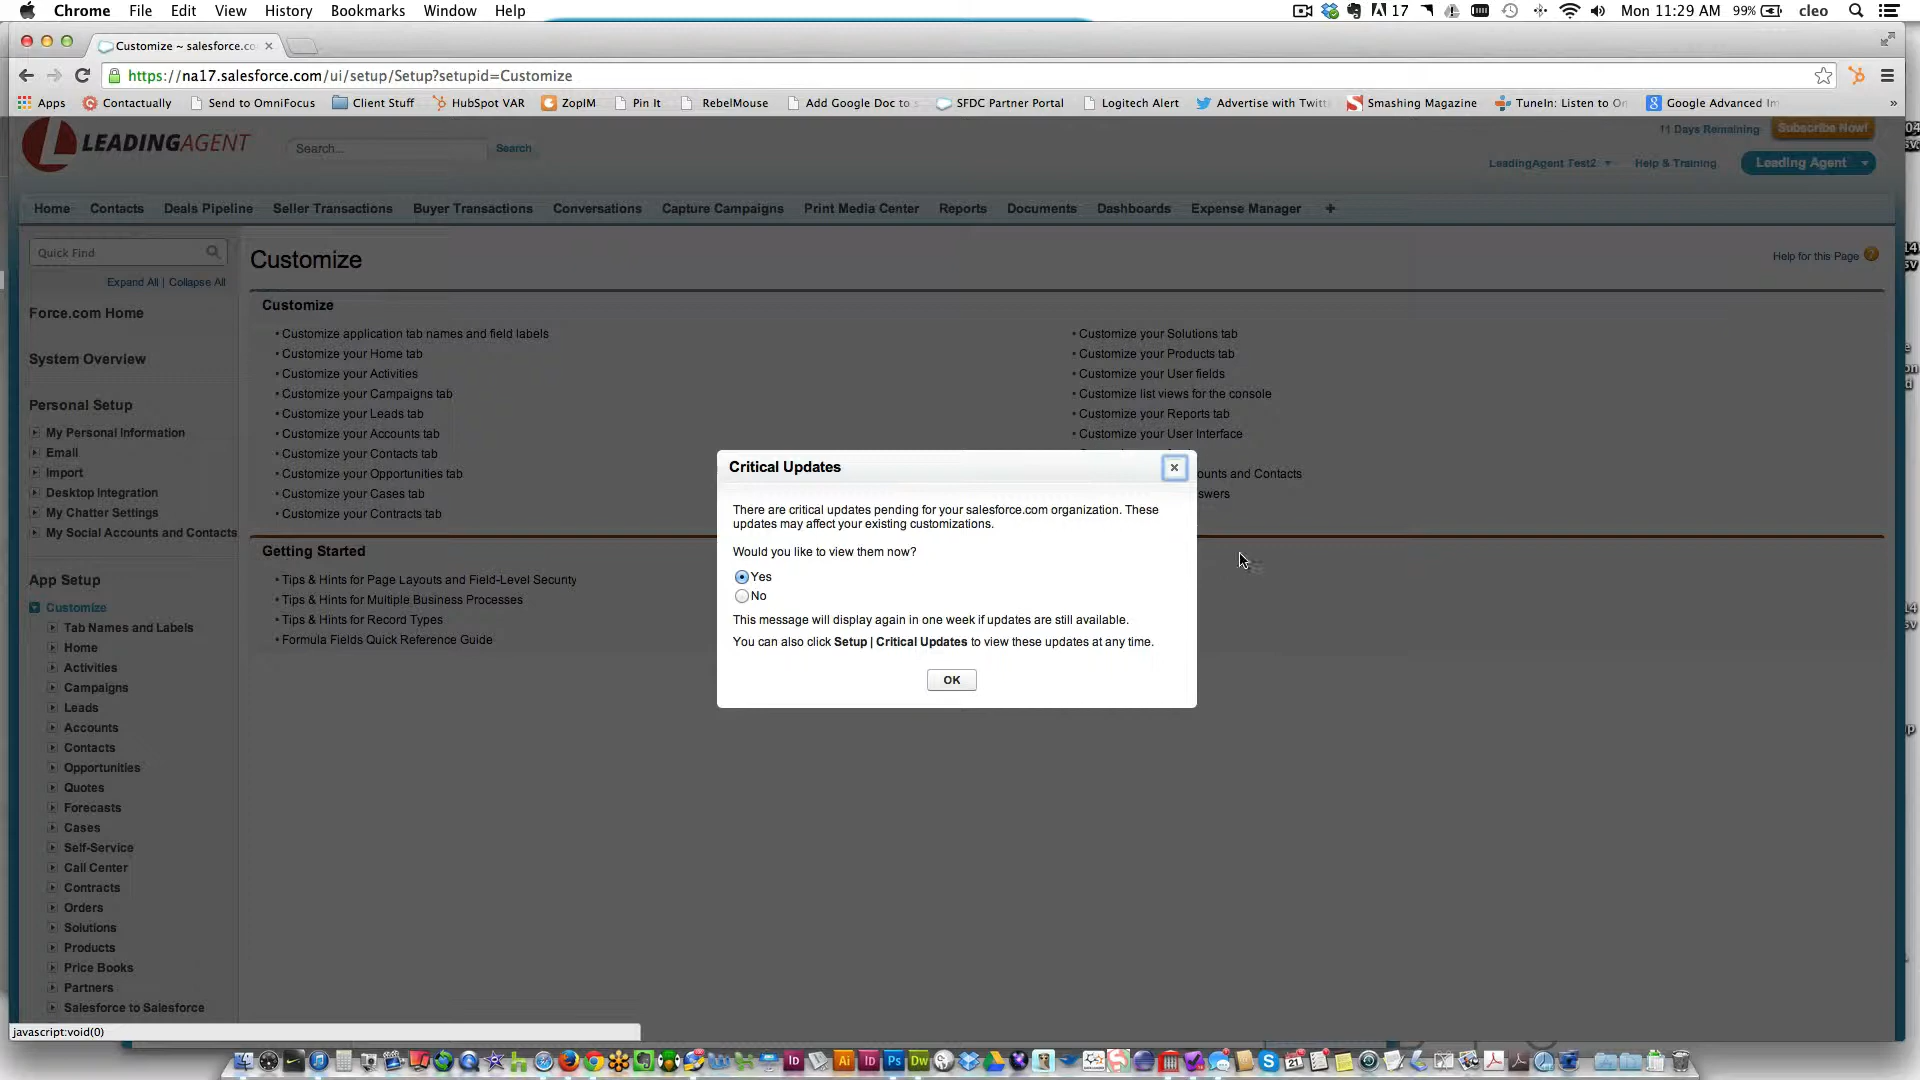 Chrome File Edit View History Bookmarks Window Help 17 Mon 11:29 AM 99% cleo
Customize ~ salesforce.co
https://na17.salesforce.com/ui/setup/Setup?setupid=Customize
Apps Contactually Send to OmniFocus Client Stuff HubSpot VAR ZopIM Pin It RebelMouse Add Google Doc to SFDC Partner Portal Logitech Alert Advertise with Twitt Smashing Magazine TuneIn: Listen to On Google Advanced Im »
LEADINGAGENT
Search... Search
11 Days Remaining Subscribe Now!
LeadingAgent Test2 Help & Training Leading Agent
Home Contacts Deals Pipeline Seller Transactions Buyer Transactions Conversations Capture Campaigns Print Media Center Reports Documents Dashboards Expense Manager +
Quick Find
Expand All | Collapse All
Force.com Home
System Overview
Personal Setup
My Personal Information
Email
Import
Desktop Integration
My Chatter Settings
My Social Accounts and Contacts
App Setup
Customize
Tab Names and Labels
Home
Activities
Campaigns
Leads
Accounts
Contacts
Opportunities
Quotes
Forecasts
Cases
Self-Service
Call Center
Contracts
Orders
Solutions
Products
Price Books
Partners
Salesforce to Salesforce
javascript:void(0)
Customize
Help for this Page
Customize
• Customize application tab names and field labels
• Customize your Home tab
• Customize your Activities
• Customize your Campaigns tab
• Customize your Leads tab
• Customize your Accounts tab
• Customize your Contacts tab
• Customize your Opportunities tab
• Customize your Cases tab
• Customize your Contracts tab
• Customize your Solutions tab
• Customize your Products tab
• Customize your User fields
• Customize list views for the console
• Customize your Reports tab
• Customize your User Interface
ounts and Contacts
swers
Getting Started
• Tips & Hints for Page Layouts and Field-Level Security
• Tips & Hints for Multiple Business Processes
• Tips & Hints for Record Types
• Formula Fields Quick Reference Guide
Critical Updates
There are critical updates pending for your salesforce.com organization. These
updates may affect your existing customizations.
Would you like to view them now?
Yes
No
This message will display again in one week if updates are still available.
You can also click Setup | Critical Updates to view these updates at any time.
OK